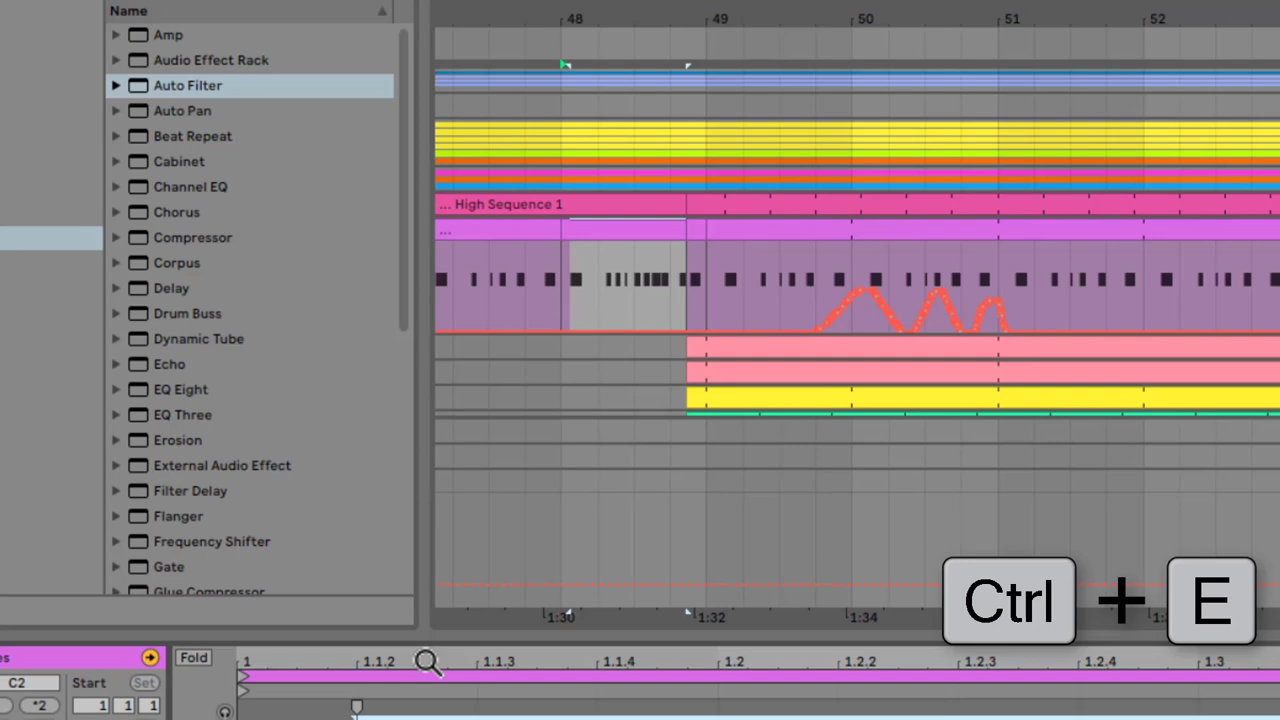 Name
Amp
Audio Effect Rack
Auto Filter
Auto Pan
Beat Repeat
Cabinet
Channel EQ
Chorus
Compressor
Corpus
Delay
Drum Buss
Dynamic Tube
Echo
EQ Eight
EQ Three
Erosion
External Audio Effect
Filter Delay
Flanger
Frequency Shifter
Gate
Glue Compressor
48 49 50 51 52
... High Sequence 1
...
1:30 1:32 1:34
Ctrl + E
Fold
1 1.1.2 1.1.3 1.1.4 1.2 1.2.2 1.2.3 1.2.4 1.3
C2 Start Set
*2 1 1 1